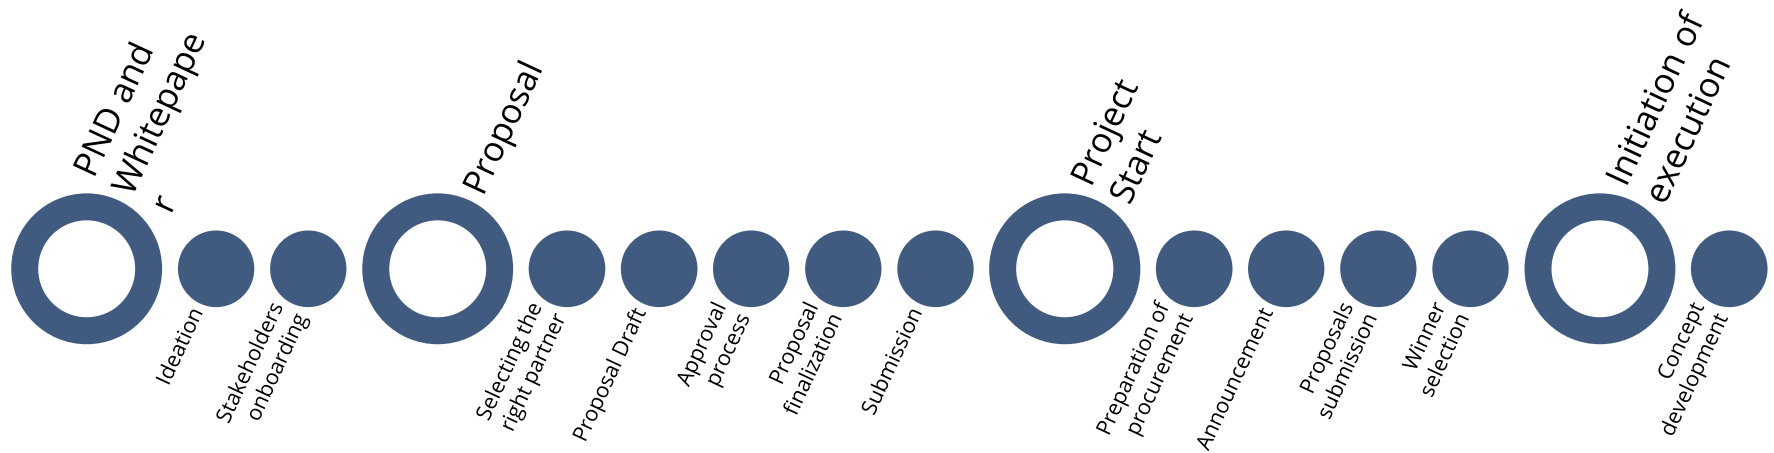 PND and
Whitepape
r
Ideation
Stakeholders
onboarding
Proposal
Selecting the
right partner
Proposal Draft
Approval
process
Proposal
finalization
Submission
Project
Start
Preparation of
procurement
Announcement
Proposals
submission
Winner
selection
Initiation of
execution
Concept
development